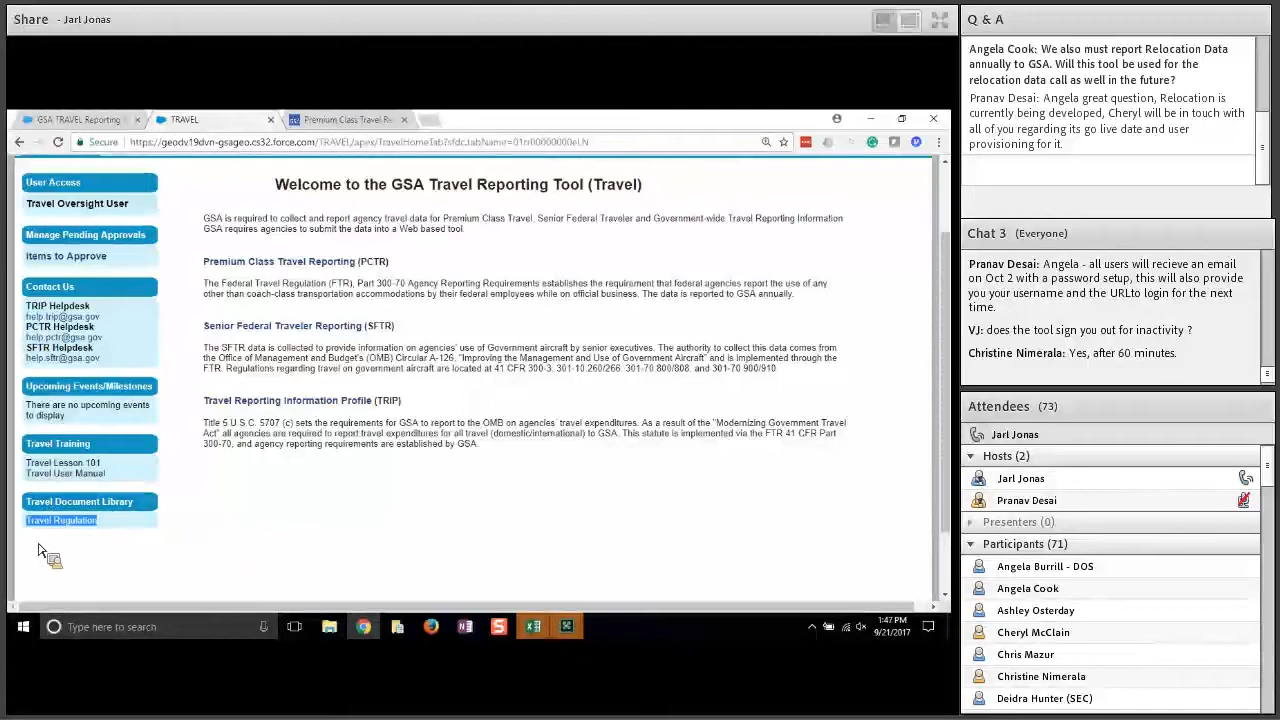 Share - Jarl Jonas
GSA TRAVEL Reporting
TRAVEL
Premium Class Travel Re
Secure
https://geodv19dvn-gsageo.cs32.force.com/TRAVEL/apex/TravelHomeTab?sfdc.tabName=01rr00000000eLN
User Access
Travel Oversight User
Manage Pending Approvals
Items to Approve
Contact Us
TRIP Helpdesk
help.trip@gsa.gov
PCTR Helpdesk
help.pctr@gsa.gov
SFTR Helpdesk
help.sftr@gsa.gov
Upcoming Events/Milestones
There are no upcoming events
to display
Travel Training
Travel Lesson 101
Travel User Manual
Travel Document Library
Travel Regulation
Welcome to the GSA Travel Reporting Tool (Travel)
GSA is required to collect and report agency travel data for Premium Class Travel, Senior Federal Traveler and Government-wide Travel Reporting Information
GSA requires agencies to submit the data into a Web based tool.
Premium Class Travel Reporting (PCTR)
The Federal Travel Regulation (FTR), Part 300-70 Agency Reporting Requirements establishes the requirement that federal agencies report the use of any
other than coach-class transportation accommodations by their federal employees while on official business. The data is reported to GSA annually.
Senior Federal Traveler Reporting (SFTR)
The SFTR data is collected to provide information on agencies' use of Government aircraft by senior executives. The authority to collect this data comes from
the Office of Management and Budget's (OMB) Circular A-126, "Improving the Management and Use of Government Aircraft" and is implemented through the
FTR. Regulations regarding travel on government aircraft are located at 41 CFR 300-3, 301-10.260/266, 301-70 800/808, and 301-70 900/910.
Travel Reporting Information Profile (TRIP)
Title 5 U.S.C. 5707 (c) sets the requirements for GSA to report to the OMB on agencies' travel expenditures. As a result of the "Modernizing Government Travel
Act" all agencies are required to report travel expenditures for all travel (domestic/international) to GSA. This statute is implemented via the FTR 41 CFR Part
300-70, and agency reporting requirements are established by GSA.
Type here to search
1:47 PM
9/21/2017
Q & A
Angela Cook: We also must report Relocation Data
annually to GSA. Will this tool be used for the
relocation data call as well in the future?
Pranav Desai: Angela great question, Relocation is
currently being developed, Cheryl will be in touch with
all of you regarding its go live date and user
provisioning for it.
Chat 3 (Everyone)
Pranav Desai: Angela - all users will recieve an email
on Oct 2 with a password setup, this will also provide
you your username and the URLto login for the next
time.
VJ: does the tool sign you out for inactivity ?
Christine Nimerala: Yes, after 60 minutes.
Attendees (73)
Jarl Jonas
Hosts (2)
Jarl Jonas
Pranav Desai
Presenters (0)
Participants (71)
Angela Burrill - DOS
Angela Cook
Ashley Osterday
Cheryl McClain
Chris Mazur
Christine Nimerala
Deidra Hunter (SEC)